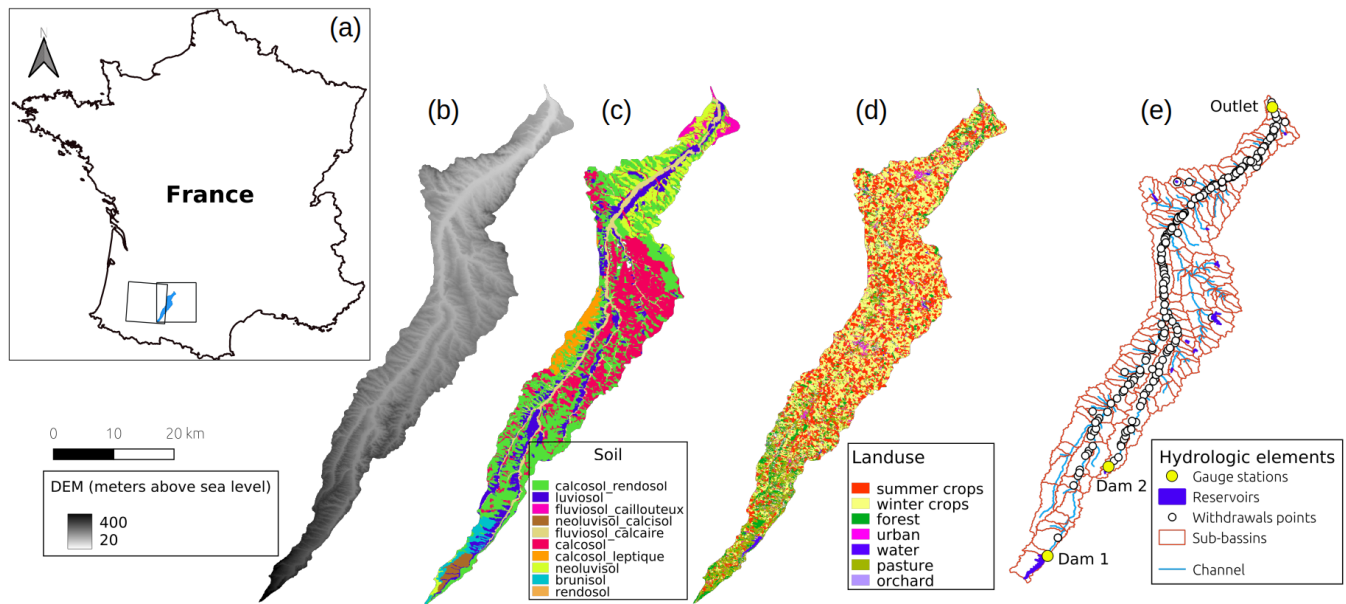 (a)
N
France
(b)
(c)
(d)
(e)
Outlet
Dam 2
Dam 1
0 10 20 km
DEM (meters above sea level)
400
20
Soil
calcosol_rendosol
luviosol
fluviosol_caillouteux
neoluvisol_calcisol
fluviosol_calcaire
calcosol
calcosol_leptique
neoluvisol
brunisol
rendosol
Landuse
summer crops
winter crops
forest
urban
water
pasture
orchard
Hydrologic elements
Gauge stations
Reservoirs
Withdrawals points
Sub-bassins
Channel